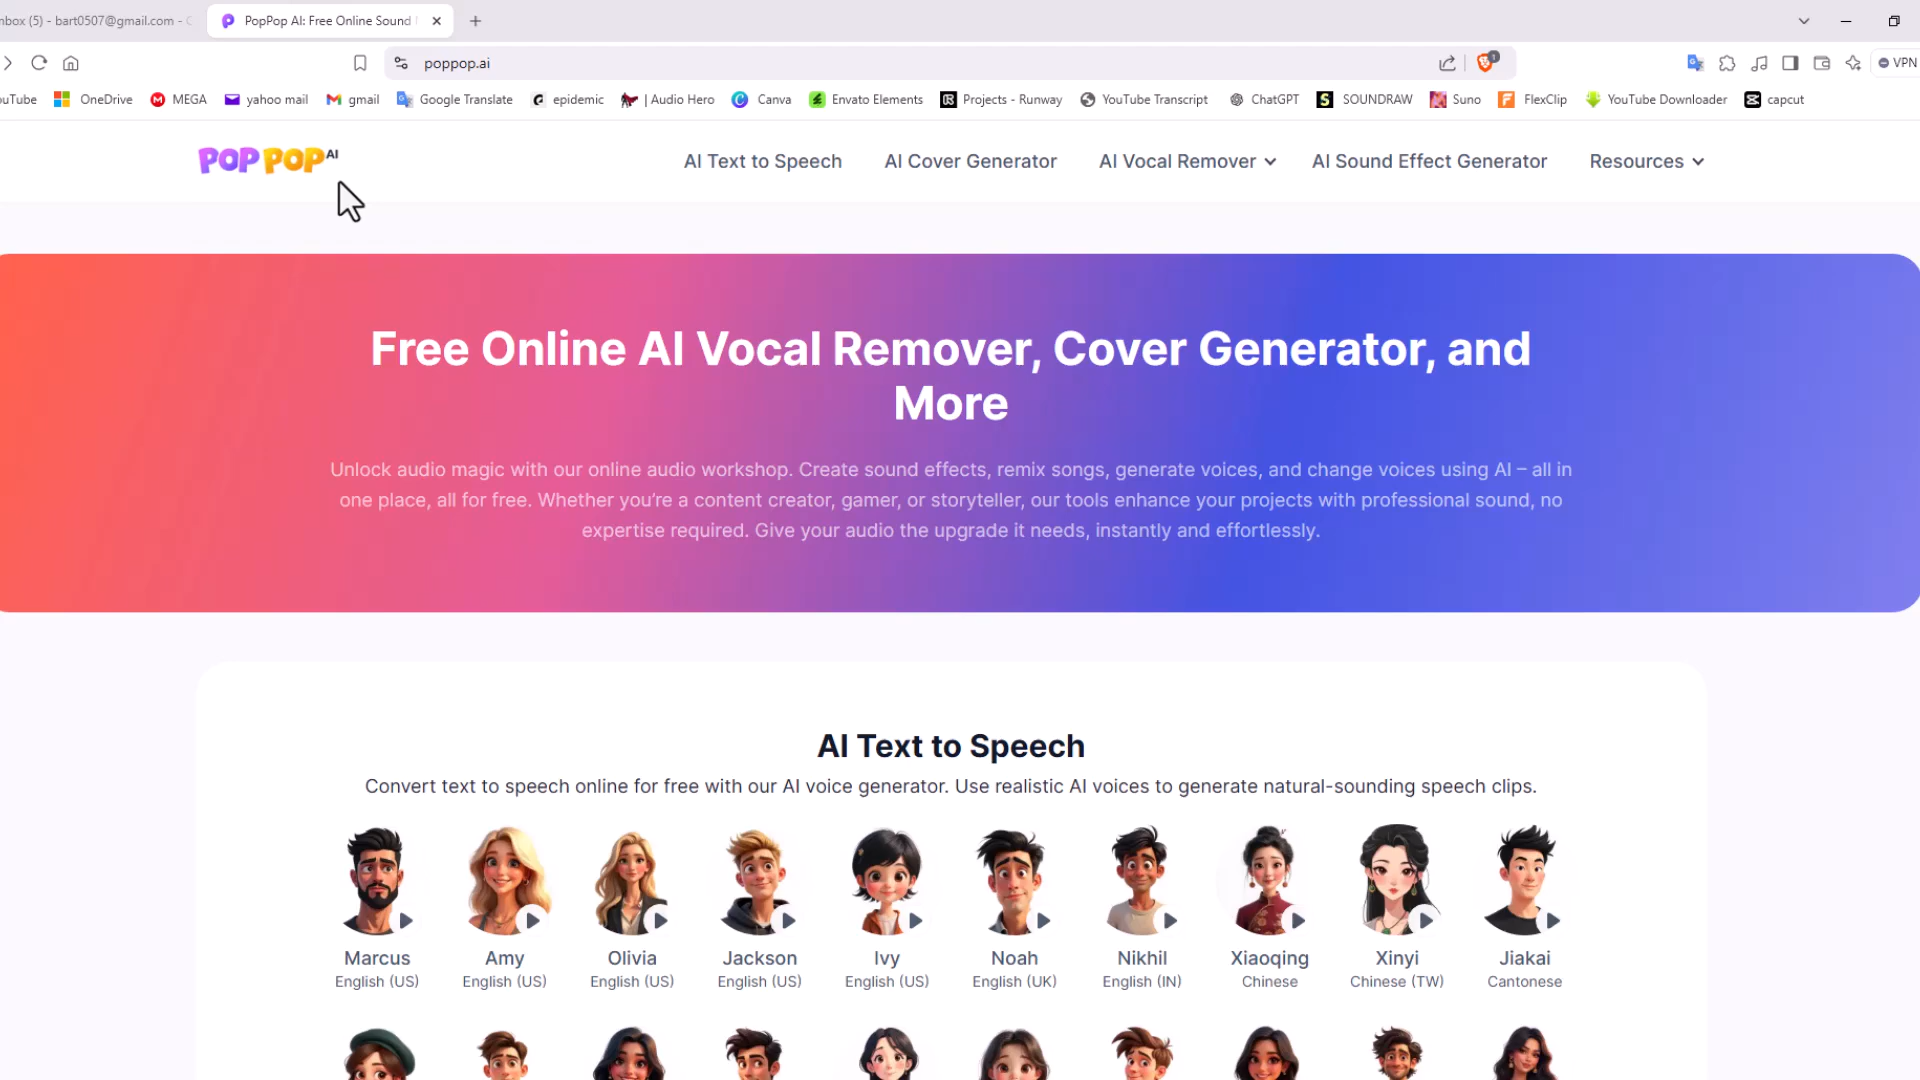 nbox (5) - bart0507@gmail.com - G
PopPop AI: Free Online Sound
poppop.ai
1
VPN
ouTube
OneDrive
MEGA
yahoo mail
gmail
Google Translate
epidemic
| Audio Hero
Canva
Envato Elements
Projects - Runway
YouTube Transcript
ChatGPT
SOUNDRAW
Suno
FlexClip
YouTube Downloader
capcut
POP POP AI
AI Text to Speech
AI Cover Generator
AI Vocal Remover
AI Sound Effect Generator
Resources
Free Online AI Vocal Remover, Cover Generator, and
More
Unlock audio magic with our online audio workshop. Create sound effects, remix songs, generate voices, and change voices using AI – all in
one place, all for free. Whether you’re a content creator, gamer, or storyteller, our tools enhance your projects with professional sound, no
expertise required. Give your audio the upgrade it needs, instantly and effortlessly.
AI Text to Speech
Convert text to speech online for free with our AI voice generator. Use realistic AI voices to generate natural-sounding speech clips.
Marcus
English (US)
Amy
English (US)
Olivia
English (US)
Jackson
English (US)
Ivy
English (US)
Noah
English (UK)
Nikhil
English (IN)
Xiaoqing
Chinese
Xinyi
Chinese (TW)
Jiakai
Cantonese